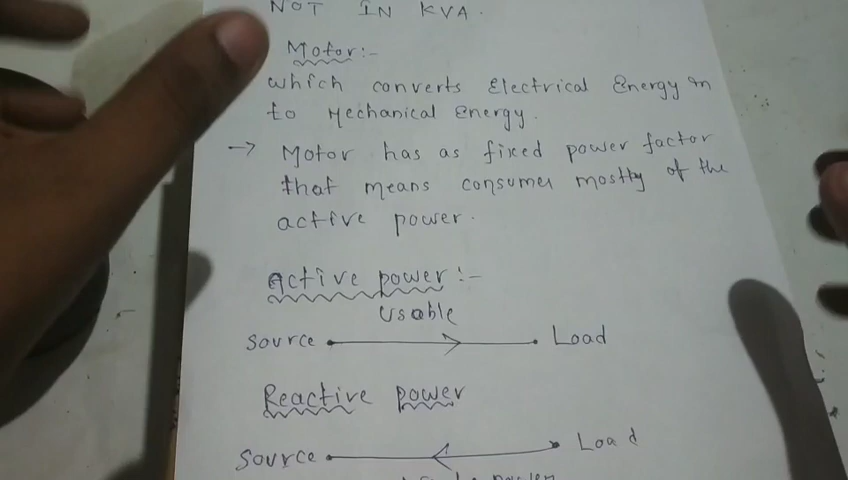 NOT IN KVA.
Motor:-
which converts Electrical Energy in
to Mechanical Energy.
→ Motor has as fixed power factor
that means consumer mostly of the
active power.
Active power:-
Usable
Source Load
Reactive power
Source Load